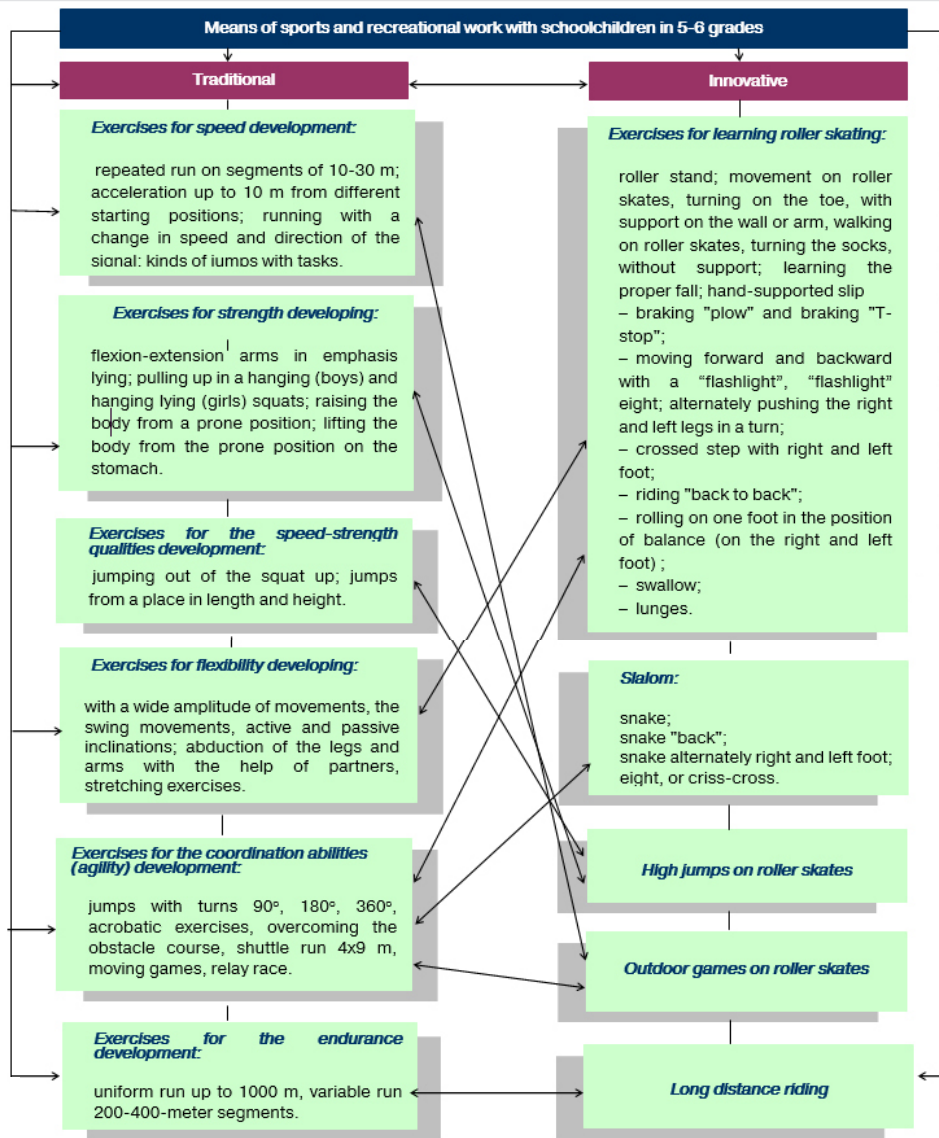 Means of sports and recreational work with schoolchildren in 5-6 grades
Traditional
Exercises for speed development:
repeated run on segments of 10-30 m;
acceleration up to 10 m from different
starting positions; running with a
change in speed and direction of the
signal; kinds of jumps with tasks.
Exercises for strength developing:
flexion-extension arms in emphasis
lying; pulling up in a hanging (boys) and
hanging lying (girls) squats; raising the
body from a prone position; lifting the
body from the prone position on the
stomach.
Exercises for the speed-strength
qualities development:
jumping out of the squat up; jumps
from a place in length and height.
Exercises for flexibility developing:
with a wide amplitude of movements, the
swing movements, active and passive
inclinations; abduction of the legs and
arms with the help of partners,
stretching exercises.
Exercises for the coordination abilities
(agility) development:
jumps with turns 90°, 180°, 360°,
acrobatic exercises, overcoming the
obstacle course, shuttle run 4x9 m,
moving games, relay race.
Exercises for the endurance
development:
uniform run up to 1000 m, variable run
200-400-meter segments.
Innovative
Exercises for learning roller skating:
roller stand; movement on roller
skates, turning on the toe, with
support on the wall or arm, walking
on roller skates, turning the socks,
without support; learning the
proper fall; hand-supported slip
– braking "plow" and braking "T-
stop";
– moving forward and backward
with a “flashlight”, “flashlight”
eight; alternately pushing the right
and left legs in a turn;
– crossed step with right and left
foot;
– riding "back to back";
– rolling on one foot in the position
of balance (on the right and left
foot) ;
– swallow;
– lunges.
Slalom:
snake;
snake "back";
snake alternately right and left foot;
eight, or criss-cross.
High jumps on roller skates
Outdoor games on roller skates
Long distance riding